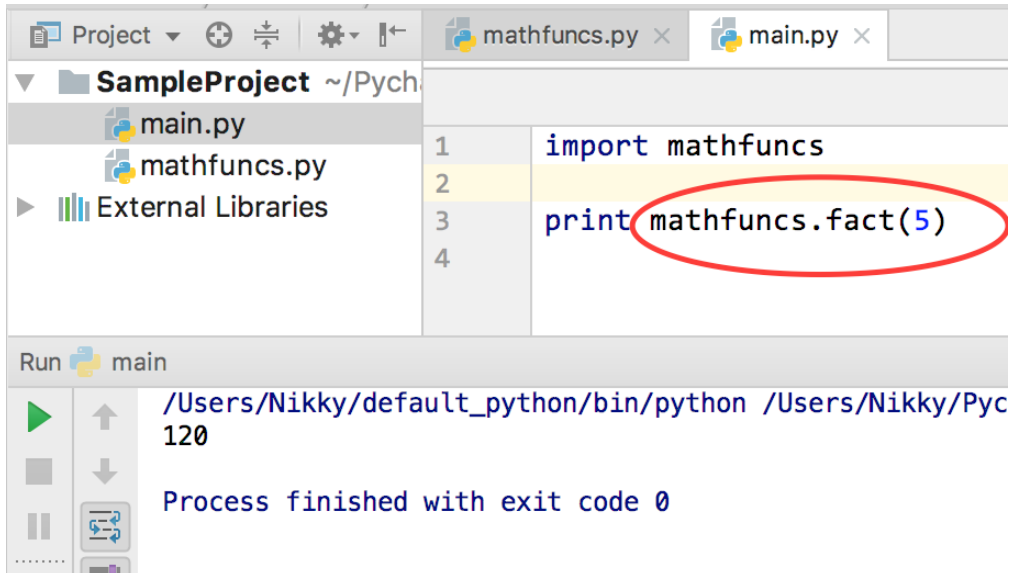 Project
mathfuncs.py
main.py
SampleProject ~/Pych
main.py
mathfuncs.py
External Libraries
1 import mathfuncs
2
3 print mathfuncs.fact(5)
4
Run main
/Users/Nikky/default_python/bin/python /Users/Nikky/Pyc
120
Process finished with exit code 0